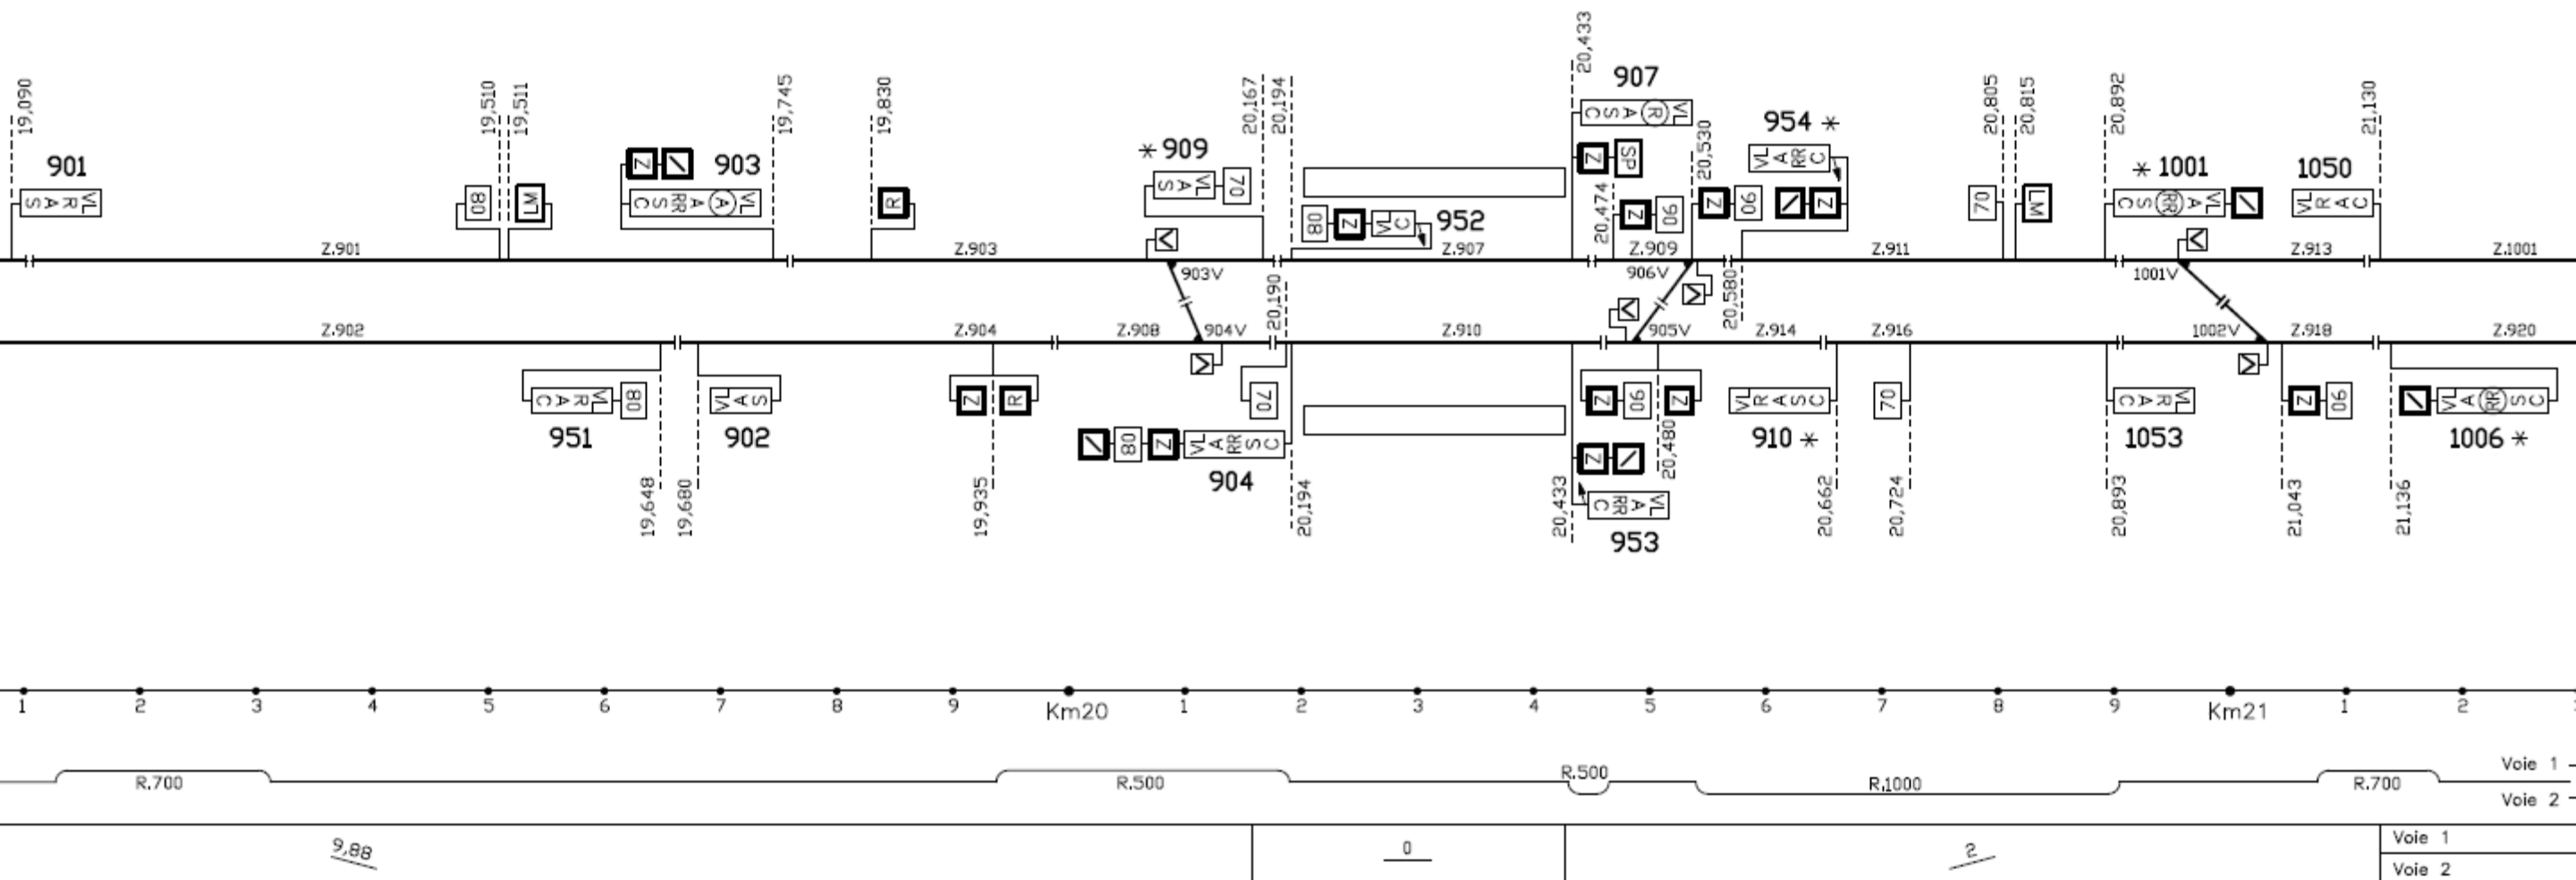 19,090
901
VL R A S
19,510
19,511
80
LM
Z
903
VL A A RR S C
19,745
19,830
R
* 909
VL A S
70
20,167
20,194
80
Z
VL C
952
20,433
907
VL R A S C
Z
SP
20,474
Z
90
20,530
Z
90
954 *
VL A RR C
Z
20,805
20,815
70
LM
20,892
* 1001
VL A RR S C
1050
VL R A C
21,130
Z.901
Z.903
Z.907
Z.909
Z.911
Z.913
Z.1001
V
V
903V
906V
V
20,580
1001V
20,190
V
Z.902
Z.904
Z.908
904V
Z.910
905V
Z.914
Z.916
1002V
Z.918
Z.920
V
V
VL R A C
80
951
VL A S
902
Z
R
70
80
Z
VL A RR S C
904
Z
90
Z
20,480
Z
VL A RR C
953
VL R A S C
910 *
70
VL R A C
1053
Z
90
VL A RR S C
1006 *
19,648
19,680
19,935
20,194
20,433
20,662
20,724
20,893
21,043
21,136
1 2 3 4 5 6 7 8 9 Km20 1 2 3 4 5 6 7 8 9 Km21 1 2
R.700
R.500
R.500
R.1000
R.700
Voie 1
Voie 2
9,88
0
2
Voie 1
Voie 2